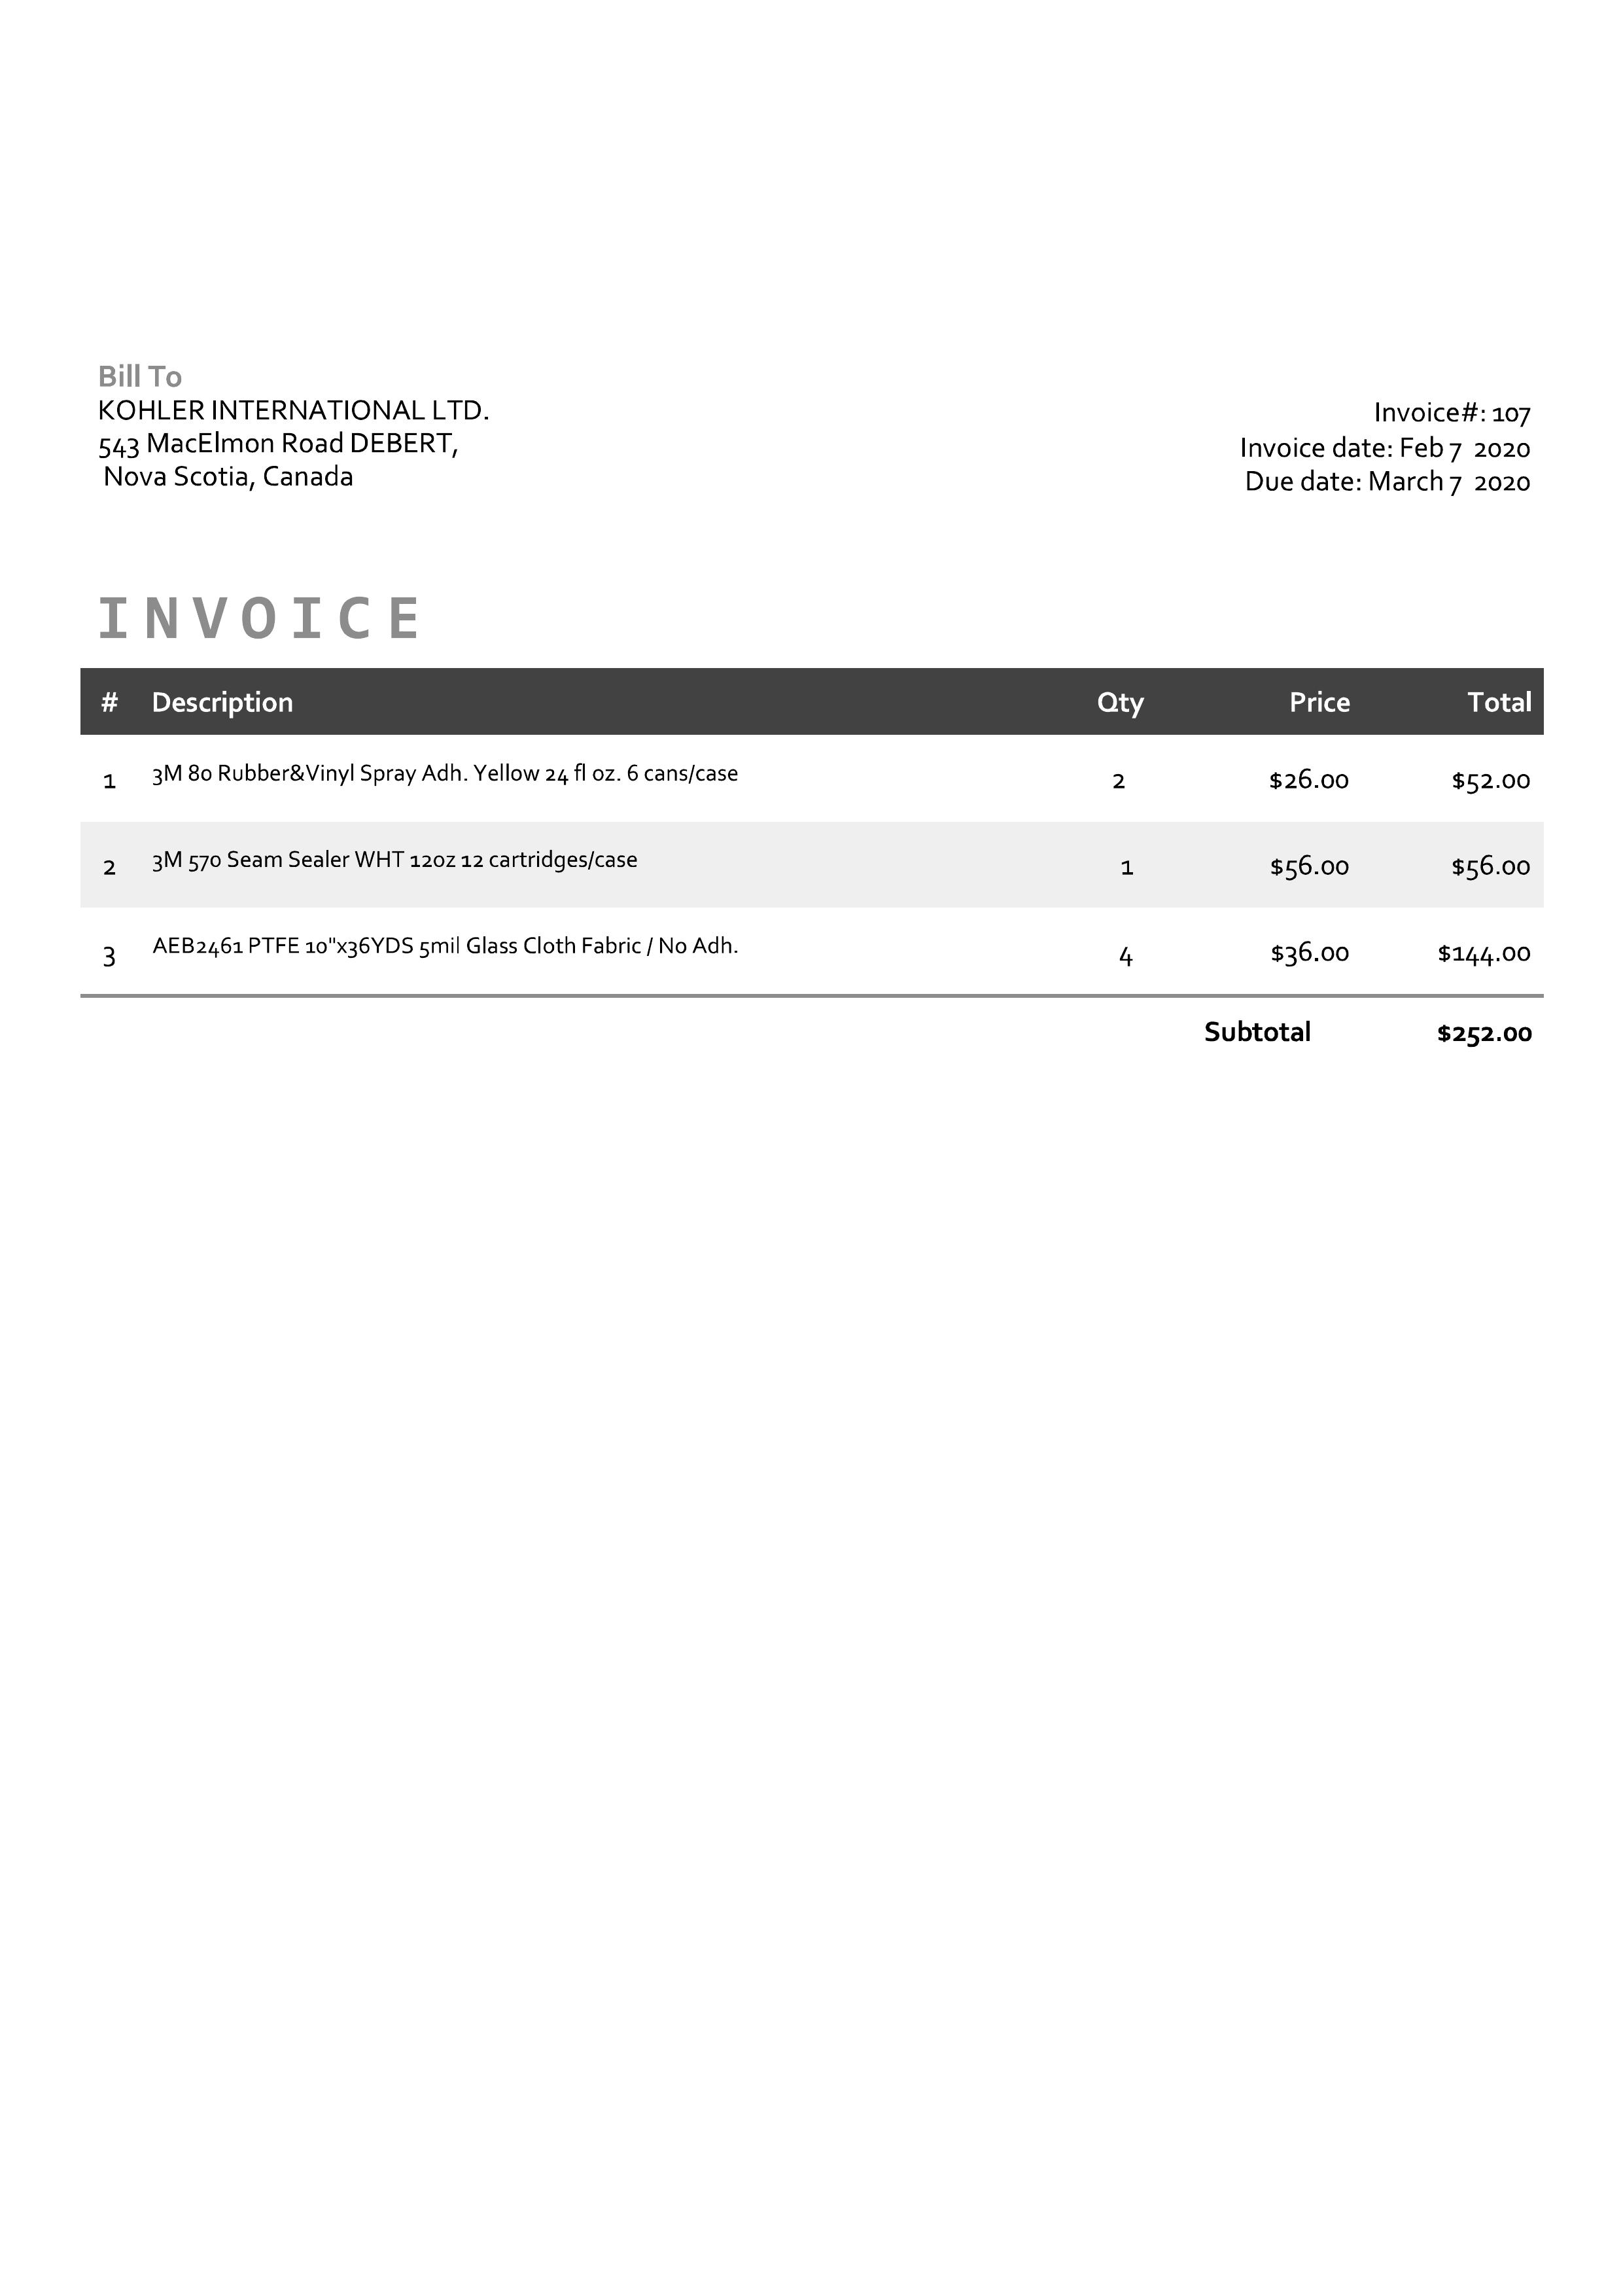 Bill To
KOHLER INTERNATIONAL LTD.
543 MacElmon Road DEBERT,
Nova Scotia, Canada
Invoice#: 107
Invoice date: Feb 7 2020
Due date: March 7 2020
INVOICE
# Description Qty Price Total
1 3M 80 Rubber&Vinyl Spray Adh. Yellow 24 fl oz. 6 cans/case 2 $26.00 $52.00
2 3M 570 Seam Sealer WHT 12oz 12 cartridges/case 1 $56.00 $56.00
3 AEB2461 PTFE 10"x36YDS 5mil Glass Cloth Fabric / No Adh. 4 $36.00 $144.00
Subtotal $252.00